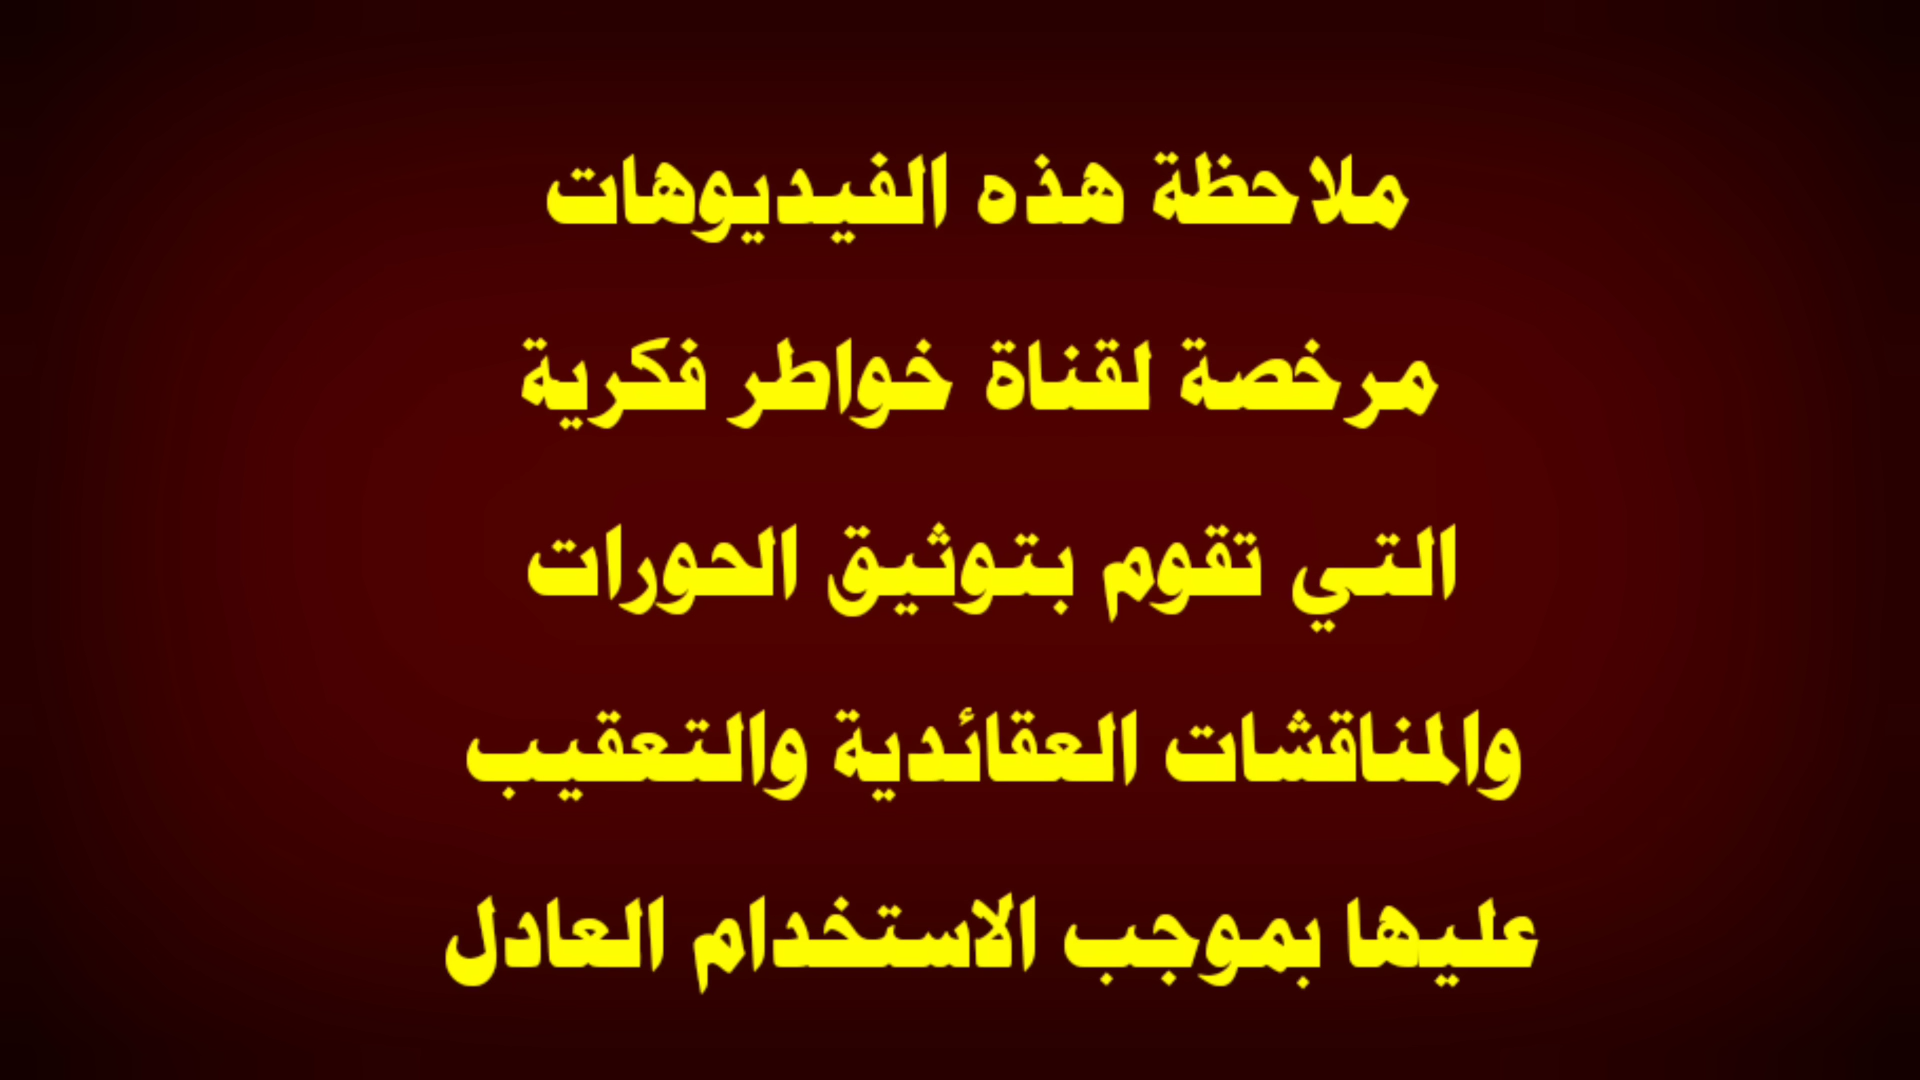 ملاحظة هذه الفيديوهات
مرخصة لقناة خواطر فكرية
التي تقوم بتوثيق الحورات
والمناقشات العقائدية والتعقيب
عليها بموجب الاستخدام العادل